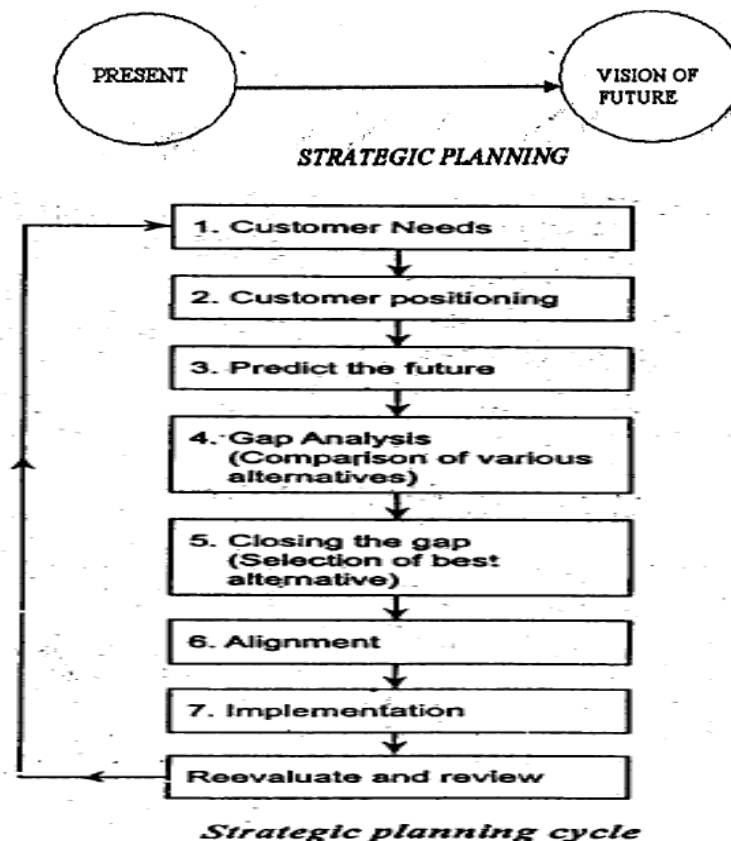 PRESENT
VISION OF
FUTURE
STRATEGIC PLANNING
1. Customer Needs
2. Customer positioning
3. Predict the future
4. Gap Analysis
(Comparison of various
alternatives)
5. Closing the gap
(Selection of best
alternative)
6. Alignment
7. Implementation
Reevaluate and review
Strategic planning cycle